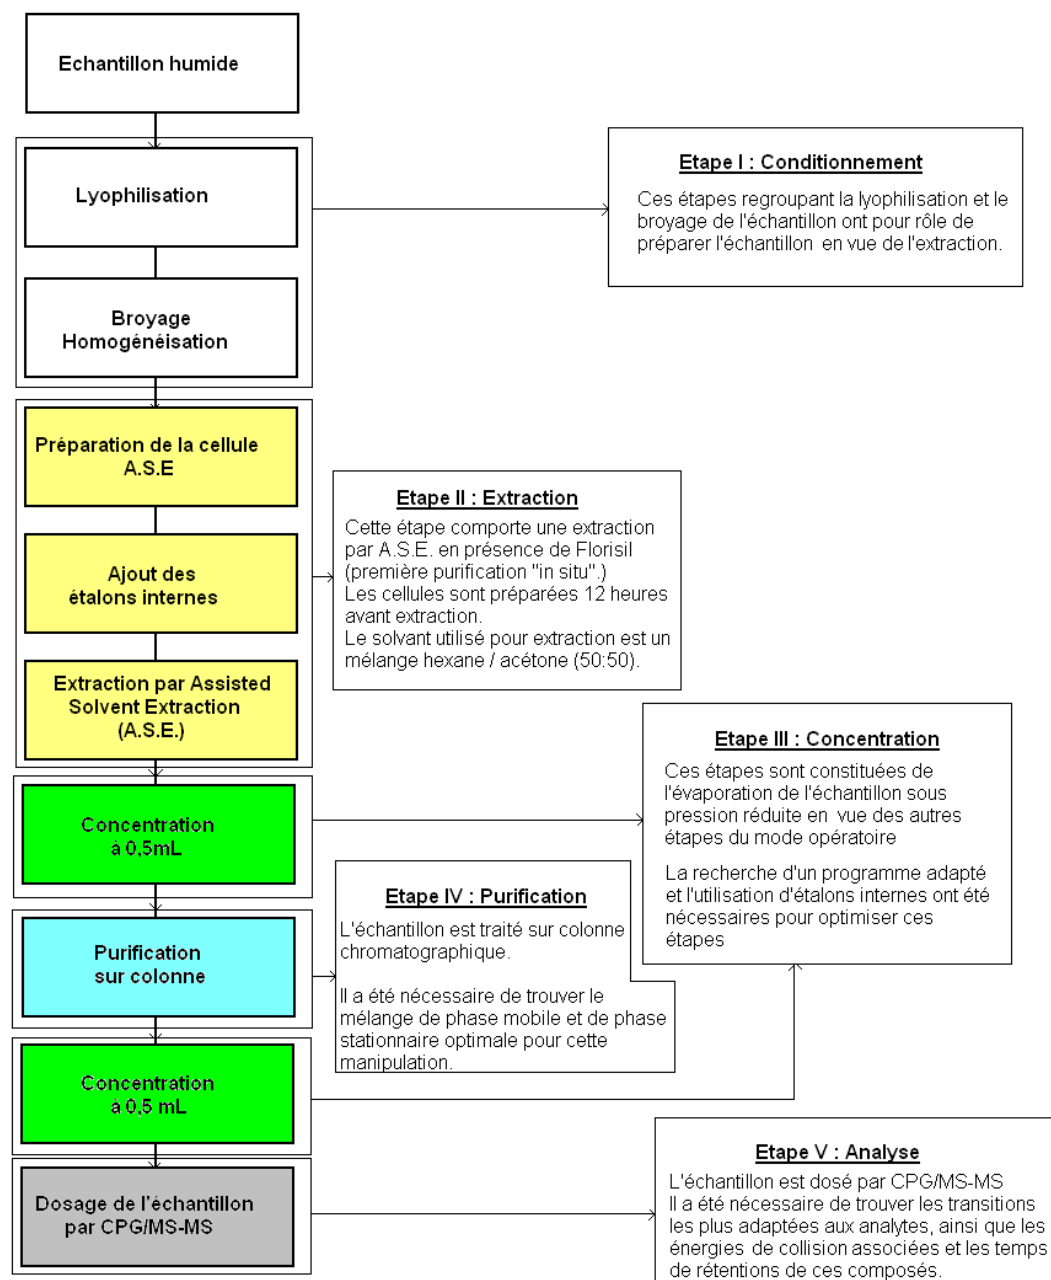 Echantillon humide
Lyophilisation
Broyage
Homogénéisation
Etape I : Conditionnement
Ces étapes regroupant la lyophilisation et le
broyage de l'échantillon ont pour rôle de
préparer l'échantillon en vue de l'extraction.
Préparation de la cellule
A.S.E
Ajout des
étalons internes
Extraction par Assisted
Solvent Extraction
(A.S.E.)
Etape II : Extraction
Cette étape comporte une extraction
par A.S.E. en présence de Florisil
(première purification "in situ".)
Les cellules sont préparées 12 heures
avant extraction.
Le solvant utilisé pour extraction est un
mélange hexane / acétone (50:50).
Concentration
à 0,5mL
Etape III : Concentration
Ces étapes sont constituées de
l'évaporation de l'échantillon sous
pression réduite en vue des autres
étapes du mode opératoire
La recherche d'un programme adapté
et l'utilisation d'étalons internes ont été
nécessaires pour optimiser ces
étapes
Purification
sur colonne
Etape IV : Purification
L'échantillon est traité sur colonne
chromatographique.
Il a été nécessaire de trouver le
mélange de phase mobile et de phase
stationnaire optimale pour cette
manipulation.
Concentration
à 0,5 mL
Dosage de l'échantillon
par CPG/MS-MS
Etape V : Analyse
L'échantillon est dosé par CPG/MS-MS
Il a été nécessaire de trouver les transitions
les plus adaptées aux analytes, ainsi que les
énergies de collision associées et les temps
de rétentions de ces composés.